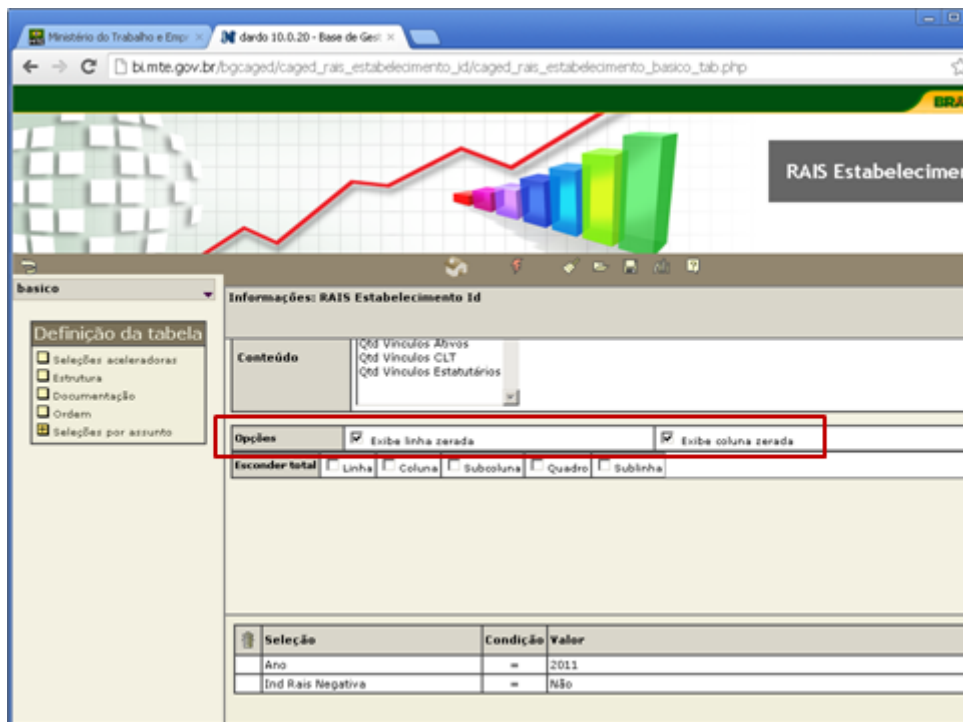 Ministério do Trabalho e Empr
dardo 10.0.20 - Base de Gest
bi.mte.gov.br/bgcaged/caged_rais_estabelecimento_id/caged_rais_estabelecimento_basico_tab.php
BRA
RAIS Estabelecimen
basico
Informações: RAIS Estabelecimento Id
Definição da tabela
Seleções aceleradoras
Estrutura
Documentação
Ordem
Seleções por assunto
Conteúdo
Qtd Vínculos Ativos
Qtd Vínculos CLT
Qtd Vínculos Estatutários
Opções Exibe linha zerada Exibe coluna zerada
Esconder total Linha Coluna Subcoluna Quadro Sublinha
Seleção Condição Valor
Ano = 2011
Ind Rais Negativa = Não